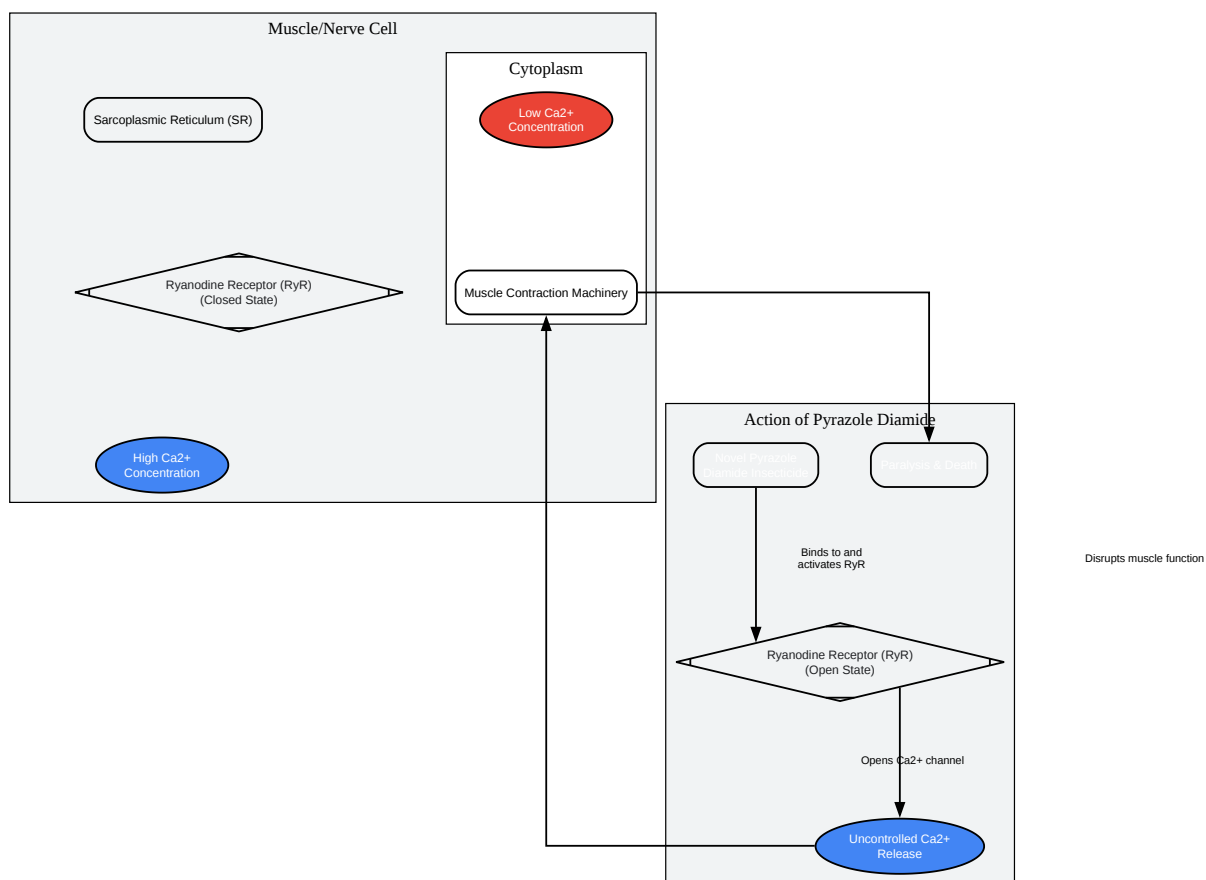 Muscle/Nerve Cell
Cytoplasm
Low Ca2+
Concentration
Sarcoplasmic Reticulum (SR)
Ryanodine Receptor (RyR)
(Closed State)
Muscle Contraction Machinery
High Ca2+
Concentration
Action of Pyrazole Diamide
Novel Pyrazole
Diamide Insecticide
Paralysis & Death
Binds to and
activates RyR
Disrupts muscle function
Ryanodine Receptor (RyR)
(Open State)
Opens Ca2+ channel
Uncontrolled Ca2+
Release